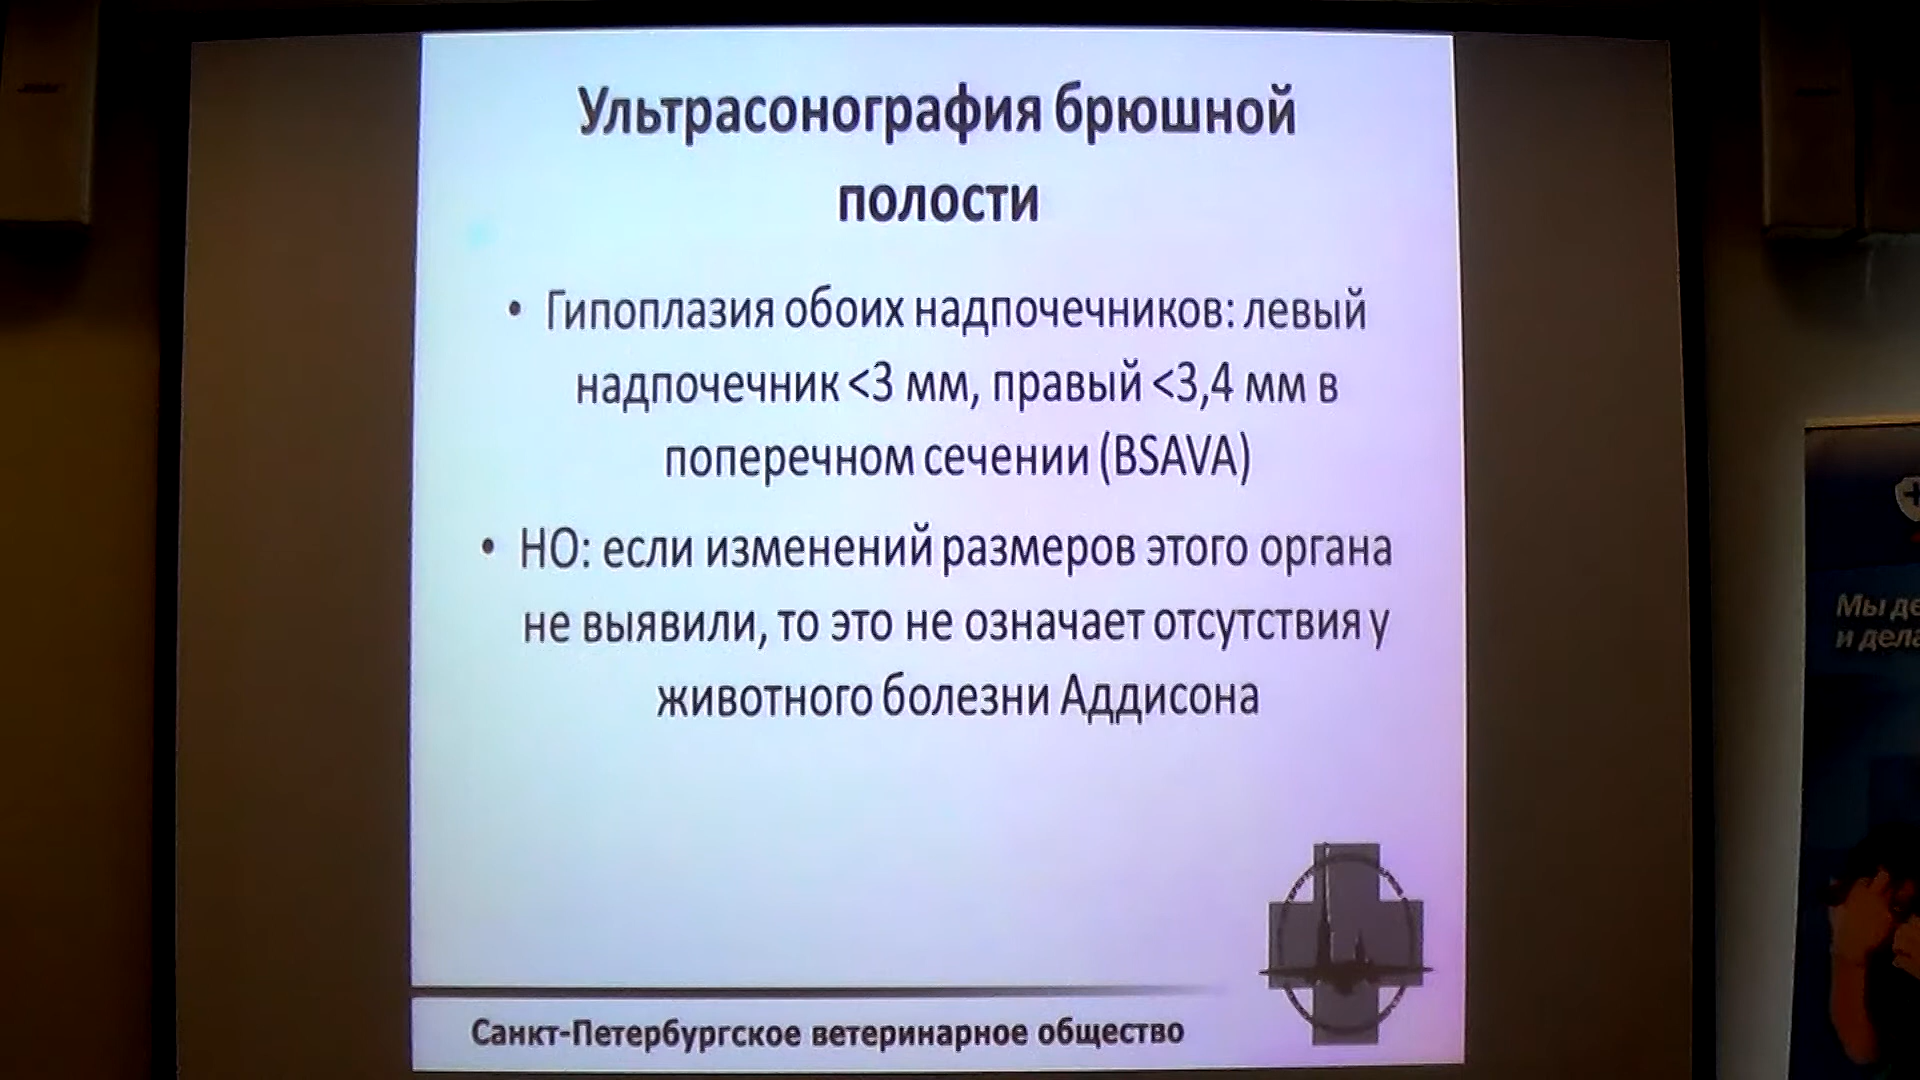 Ультрасонография брюшной
полости
• Гипоплазия обоих надпочечников: левый
надпочечник <3 мм, правый <3,4 мм в
поперечном сечении (BSAVA)
• НО: если изменений размеров этого органа
не выявили, то это не означает отсутствия у
животного болезни Аддисона
Санкт-Петербургское ветеринарное общество
Мы
и